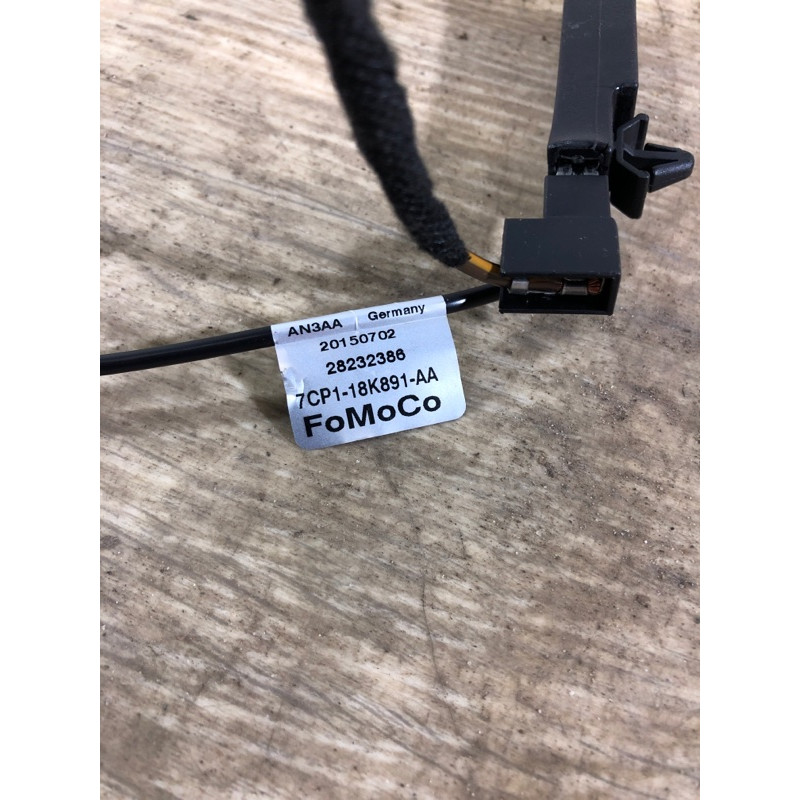 AN3AA Germany
20150702
28232386
7CP1-18K891-AA
FoMoCo